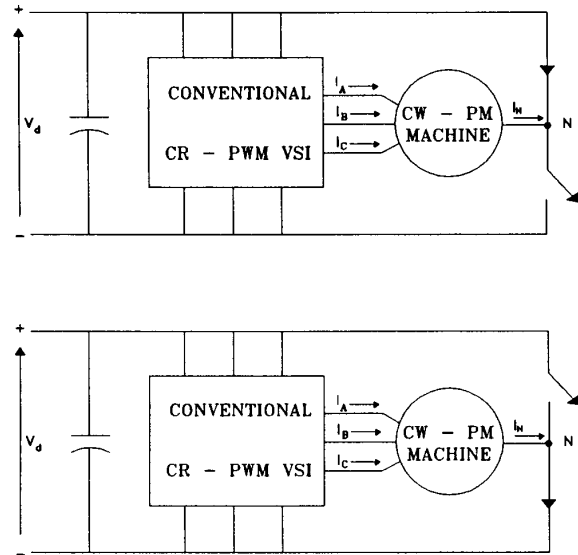 +
CONVENTIONAL
I_A
CW - PM
I_N
V_d
I_B
MACHINE
N
CR - PWM VSI
I_C
-
+
CONVENTIONAL
I_A
CW - PM
I_N
V_d
I_B
MACHINE
N
CR - PWM VSI
I_C
-